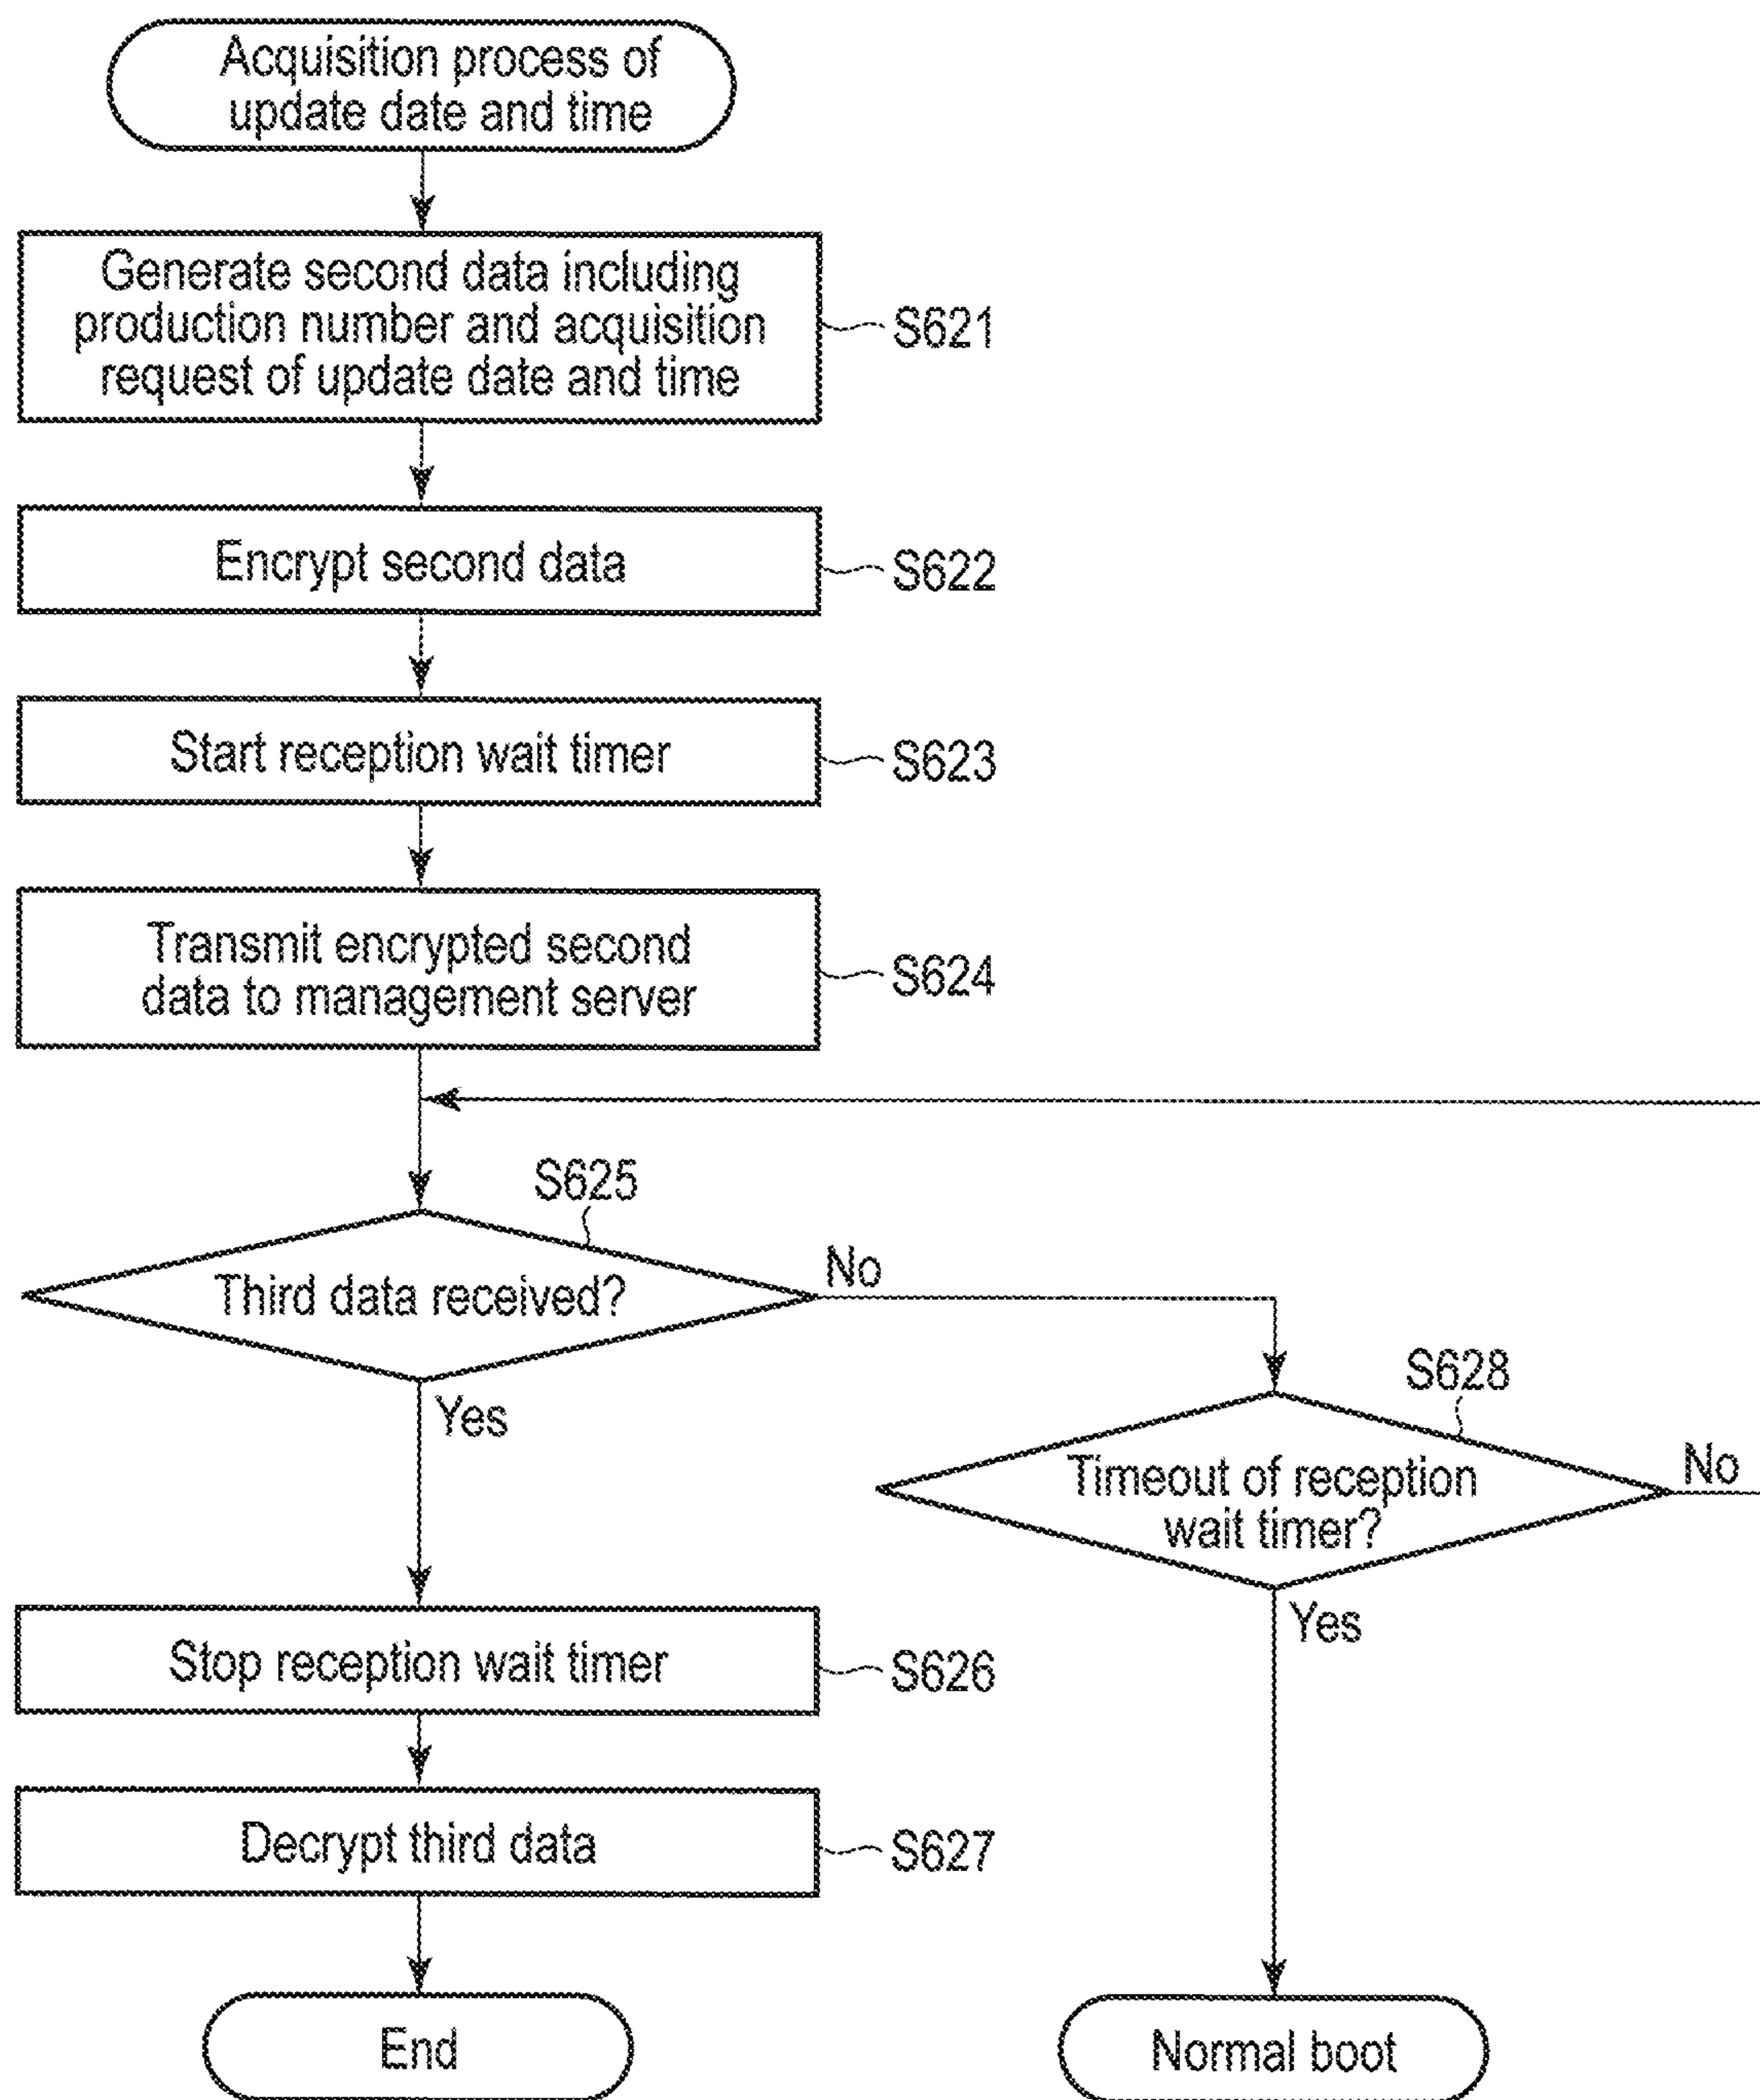 Acquisition process of
update date and time
Generate second data including
production number and acquisition
request of update date and time
S621
Encrypt second data
S622
Start reception wait timer
S623
Transmit encrypted second
data to management server
S624
S625
Third data received?
No
Yes
S628
Timeout of reception
wait timer?
No
Yes
Stop reception wait timer
S626
Decrypt third data
S627
End
Normal boot